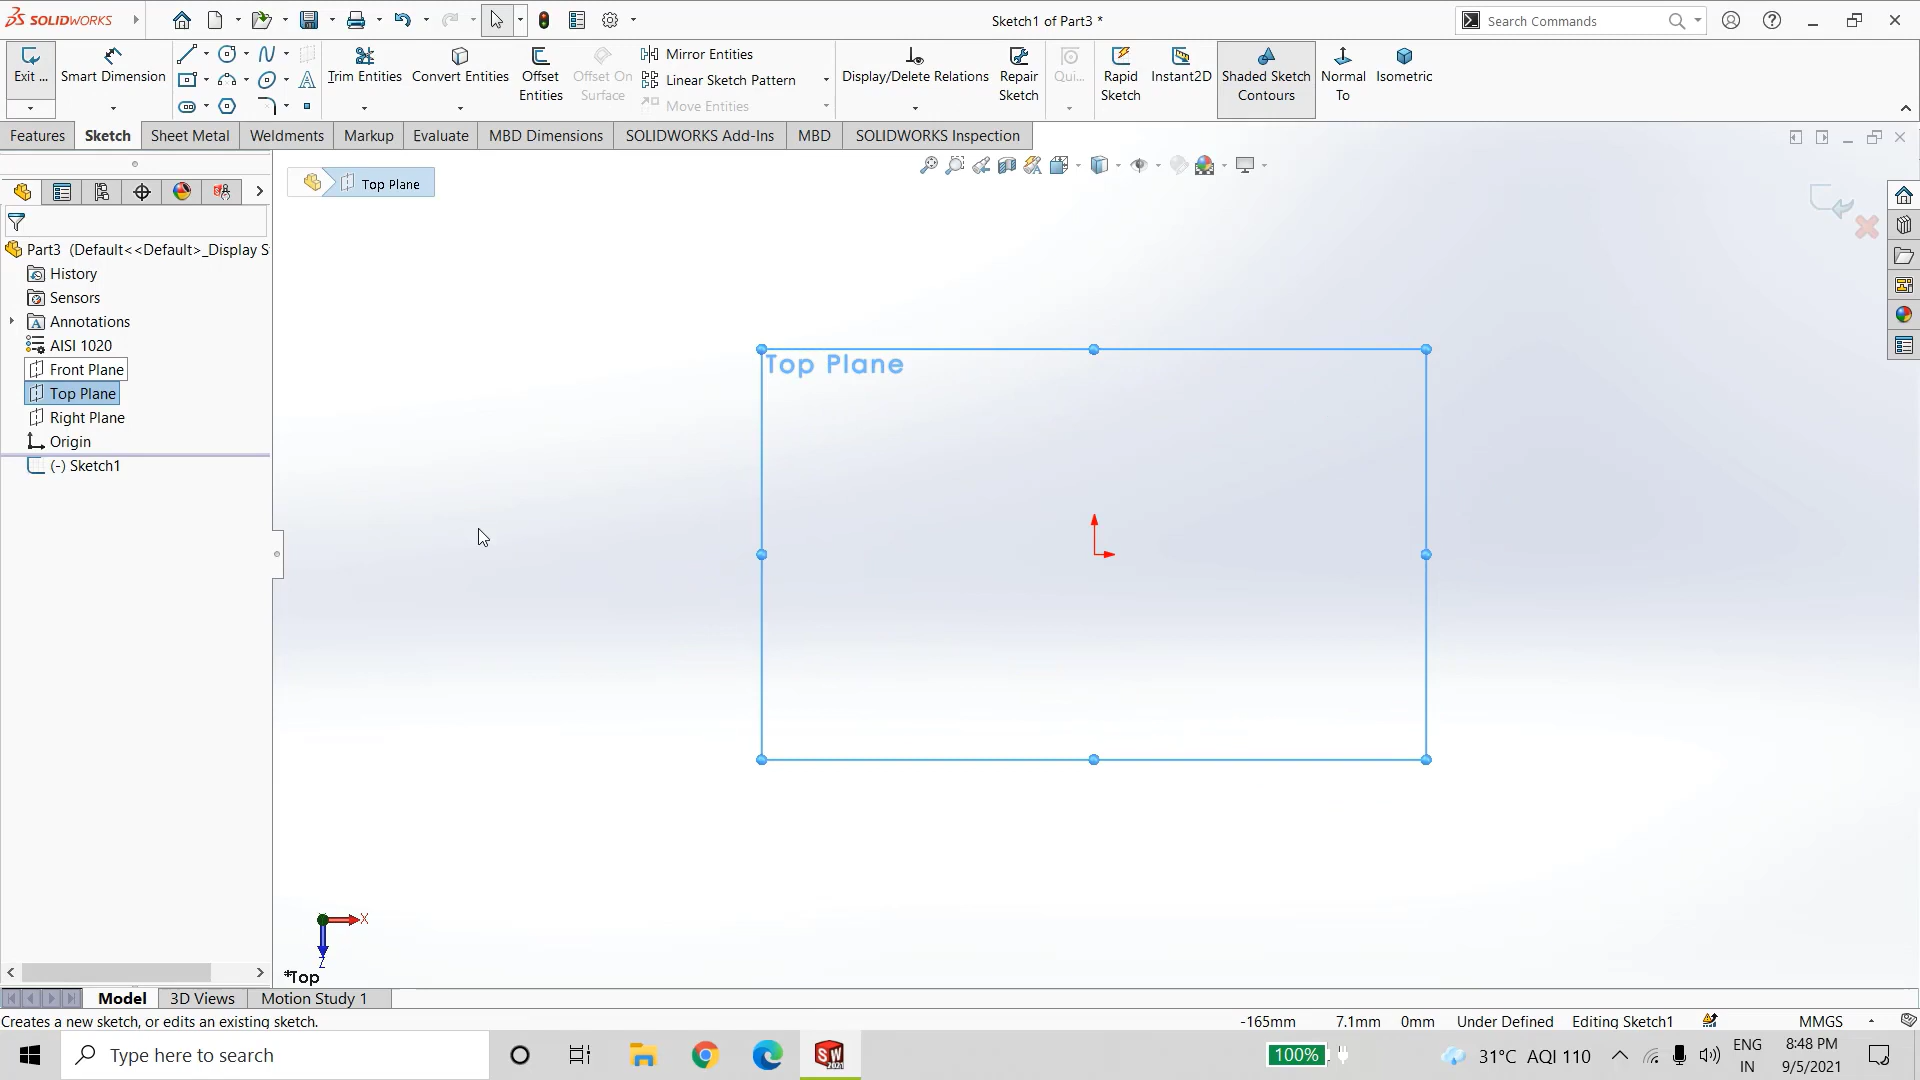 SOLIDWORKS
Sketch1 of Part3 *
Search Commands
Exit ...
Smart Dimension
Trim Entities
Convert Entities
Offset Entities
Offset On Surface
Mirror Entities
Linear Sketch Pattern
Move Entities
Display/Delete Relations
Repair Sketch
Qui...
Rapid Sketch
Instant2D
Shaded Sketch Contours
Normal To
Isometric
Features Sketch Sheet Metal Weldments Markup Evaluate MBD Dimensions SOLIDWORKS Add-Ins MBD SOLIDWORKS Inspection
Top Plane
Part3 (Default<<Default>_Display S
History
Sensors
Annotations
AISI 1020
Front Plane
Top Plane
Right Plane
Origin
(-) Sketch1
Top Plane
X
Z
*Top
Model 3D Views Motion Study 1
Creates a new sketch, or edits an existing sketch.
-165mm 7.1mm 0mm Under Defined Editing Sketch1 MMGS
Type here to search
100%
31°C AQI 110
ENG
IN
8:48 PM
9/5/2021